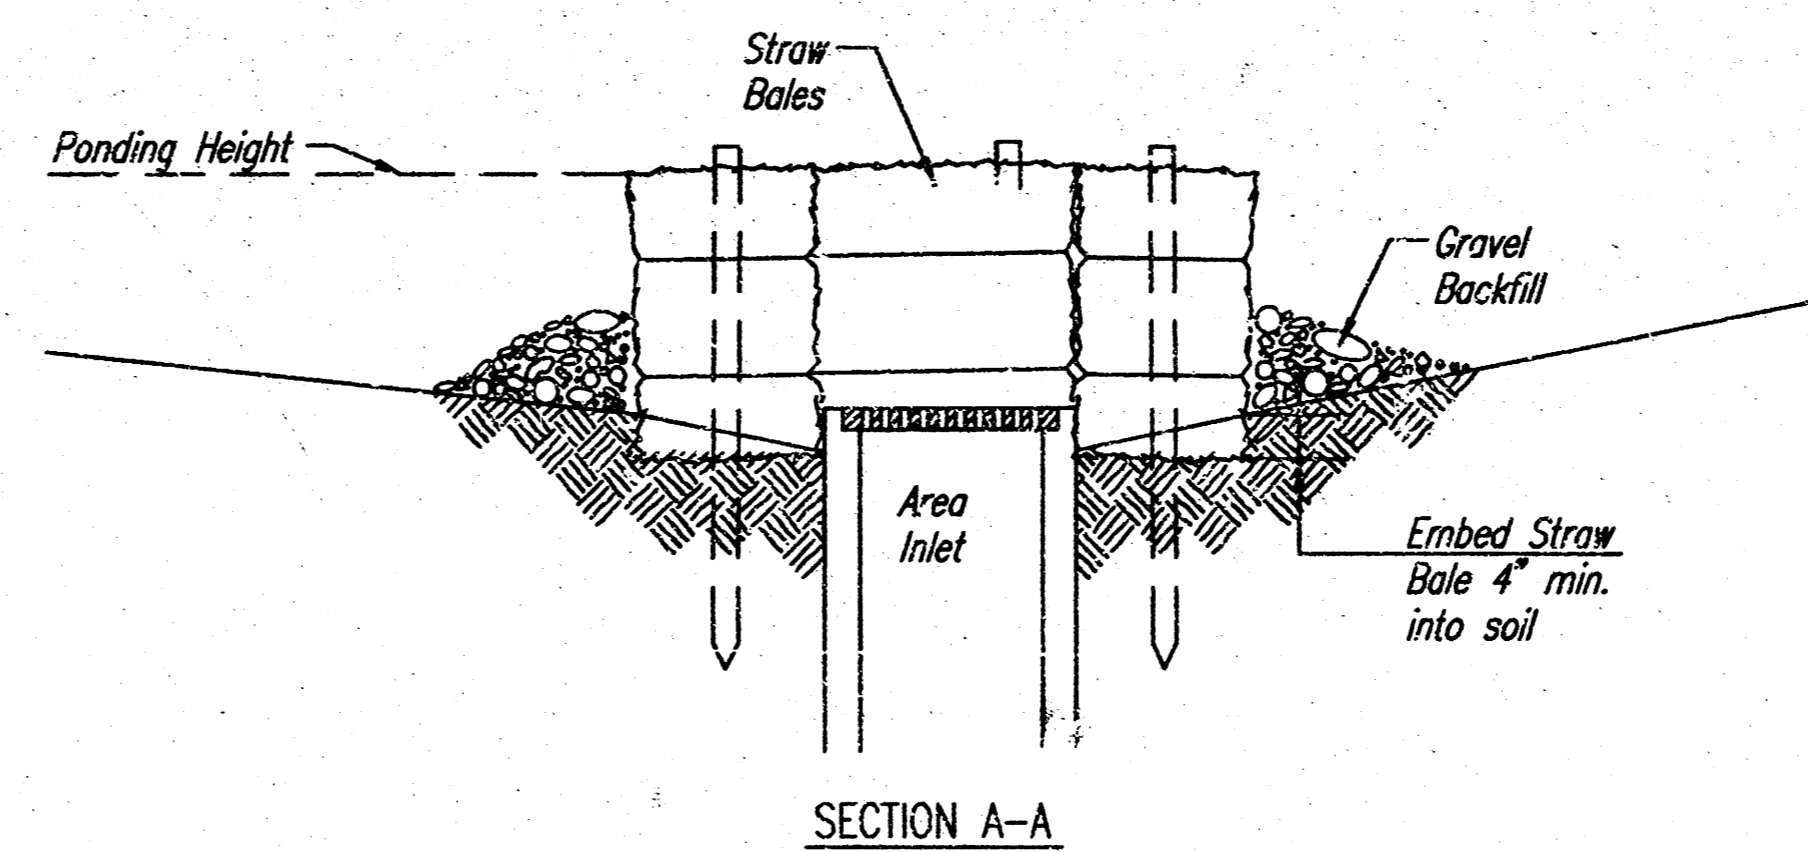 Straw
Bales
Ponding Height
Gravel
Backfill
Area
Inlet
Embed Straw
Bale 4" min.
into soil
SECTION A-A